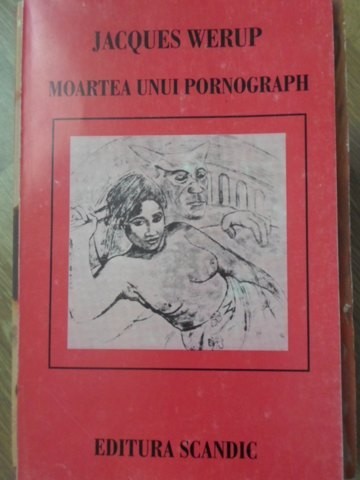 JACQUES WERUP
MOARTEA UNUI PORNOGRAPH
EDITURA SCANDIC